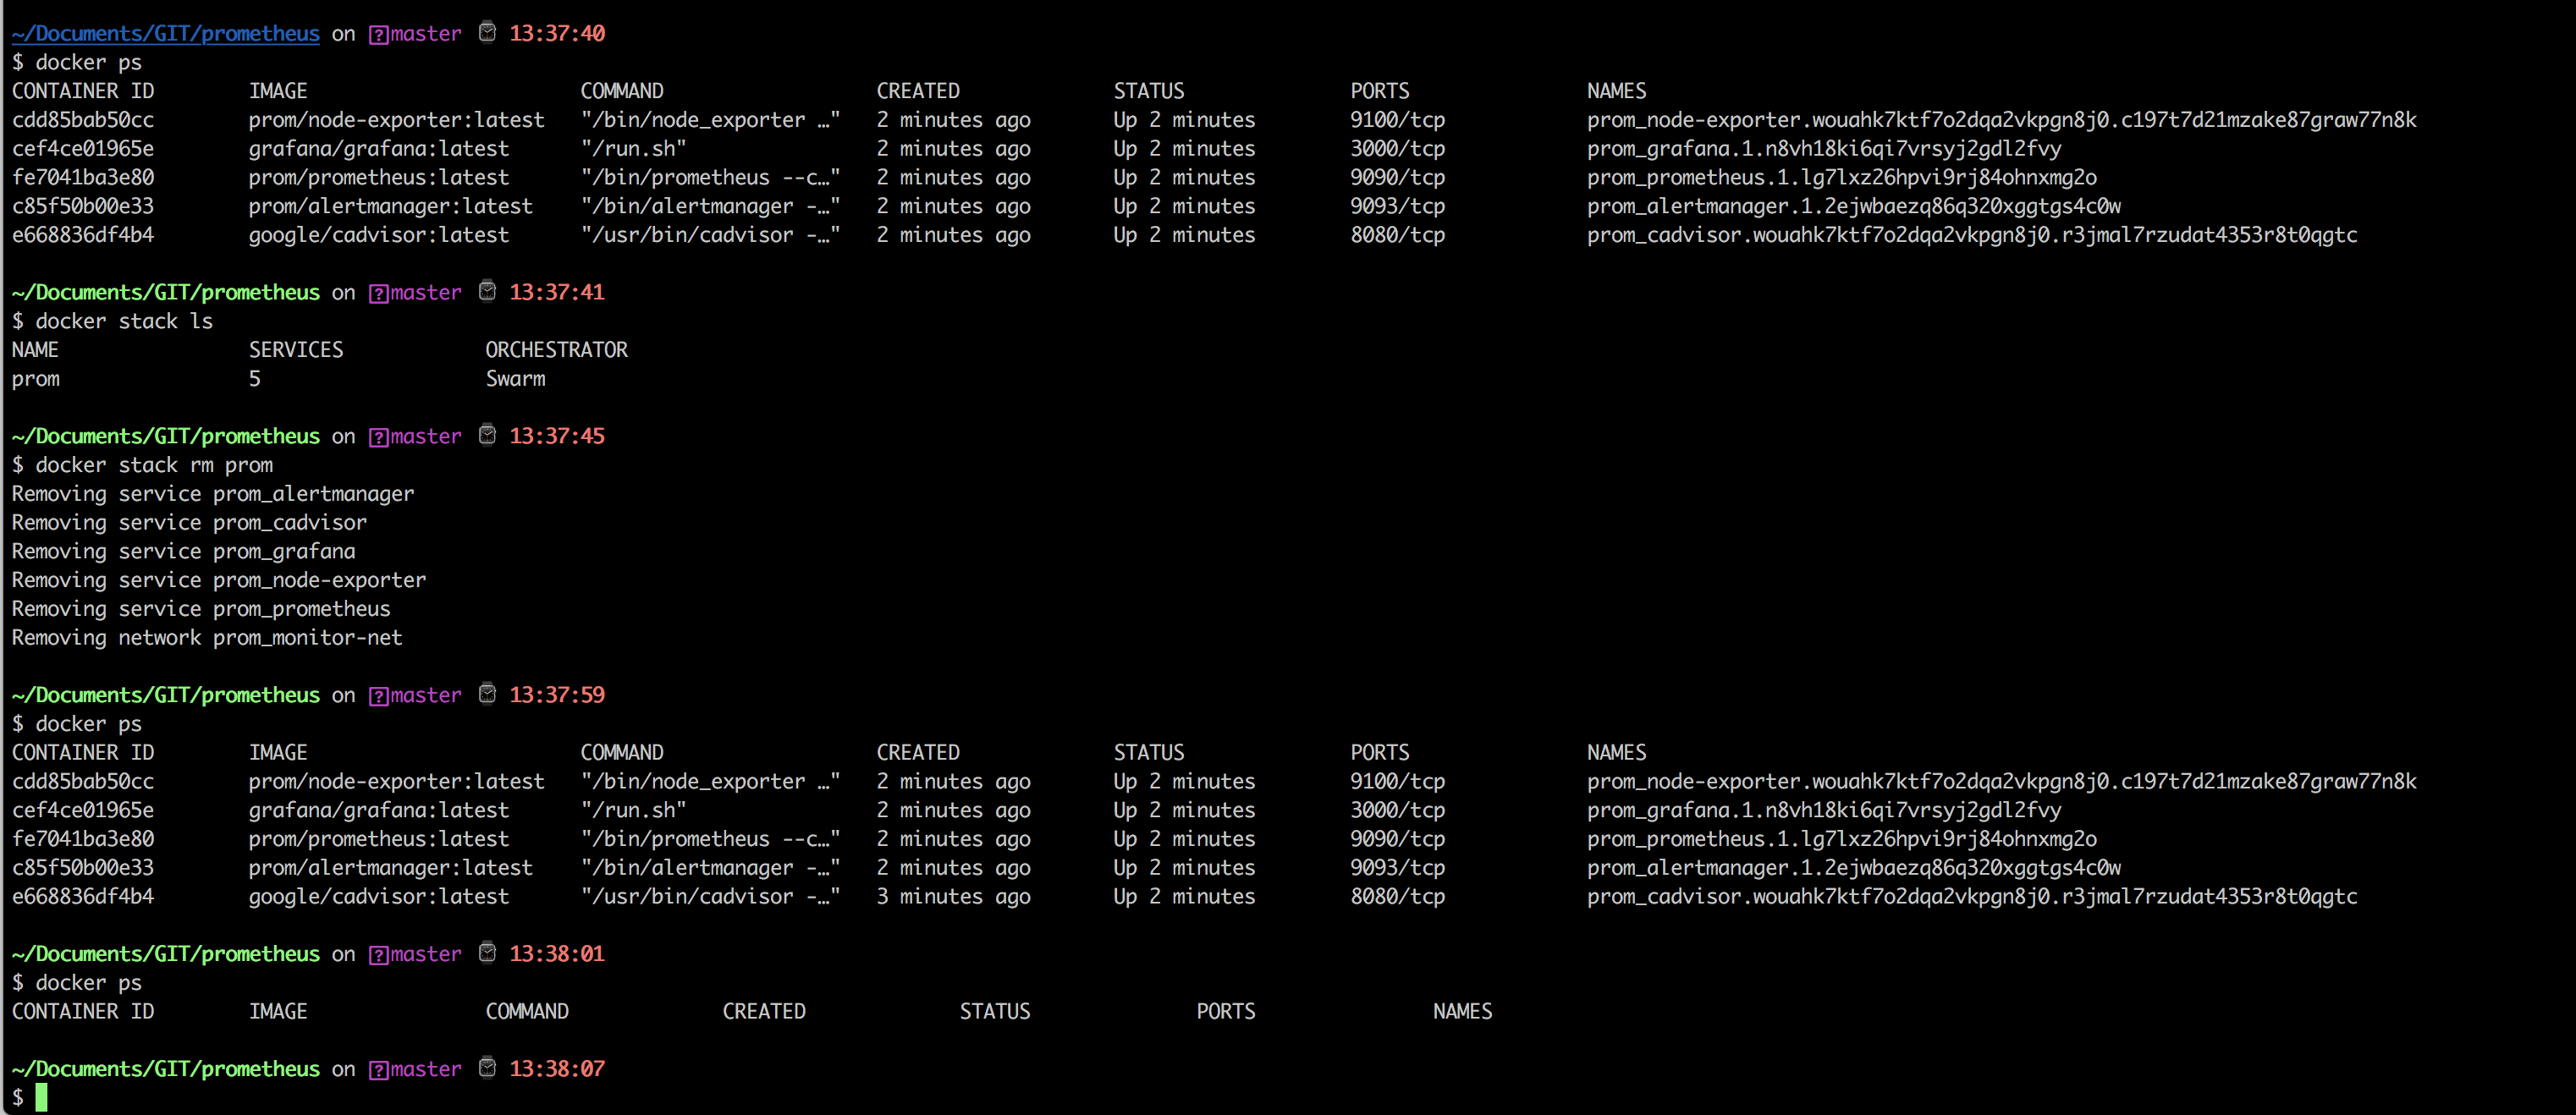 ~/Documents/GIT/prometheus on master ⌚ 13:37:40
$ docker ps
CONTAINER ID        IMAGE                       COMMAND                  CREATED             STATUS              PORTS               NAMES
cdd85bab50cc        prom/node-exporter:latest   "/bin/node_exporter …"   2 minutes ago       Up 2 minutes        9100/tcp            prom_node-exporter.wouahk7ktf7o2dqa2vkpgn8j0.c197t7d21mzake87graw77n8k
cef4ce01965e        grafana/grafana:latest      "/run.sh"                2 minutes ago       Up 2 minutes        3000/tcp            prom_grafana.1.n8vh18ki6qi7vrsyj2gdl2fvy
fe7041ba3e80        prom/prometheus:latest      "/bin/prometheus --c…"   2 minutes ago       Up 2 minutes        9090/tcp            prom_prometheus.1.lg7lxz26hpvi9rj84ohnxmg2o
c85f50b00e33        prom/alertmanager:latest    "/bin/alertmanager -…"   2 minutes ago       Up 2 minutes        9093/tcp            prom_alertmanager.1.2ejwbaezq86q320xggtgs4c0w
e668836df4b4        google/cadvisor:latest      "/usr/bin/cadvisor -…"   2 minutes ago       Up 2 minutes        8080/tcp            prom_cadvisor.wouahk7ktf7o2dqa2vkpgn8j0.r3jmal7rzudat4353r8t0qgtc
~/Documents/GIT/prometheus on master ⌚ 13:37:41
$ docker stack ls
NAME                SERVICES            ORCHESTRATOR
prom                5                   Swarm
~/Documents/GIT/prometheus on master ⌚ 13:37:45
$ docker stack rm prom
Removing service prom_alertmanager
Removing service prom_cadvisor
Removing service prom_grafana
Removing service prom_node-exporter
Removing service prom_prometheus
Removing network prom_monitor-net
~/Documents/GIT/prometheus on master ⌚ 13:37:59
$ docker ps
CONTAINER ID        IMAGE                       COMMAND                  CREATED             STATUS              PORTS               NAMES
cdd85bab50cc        prom/node-exporter:latest   "/bin/node_exporter …"   2 minutes ago       Up 2 minutes        9100/tcp            prom_node-exporter.wouahk7ktf7o2dqa2vkpgn8j0.c197t7d21mzake87graw77n8k
cef4ce01965e        grafana/grafana:latest      "/run.sh"                2 minutes ago       Up 2 minutes        3000/tcp            prom_grafana.1.n8vh18ki6qi7vrsyj2gdl2fvy
fe7041ba3e80        prom/prometheus:latest      "/bin/prometheus --c…"   2 minutes ago       Up 2 minutes        9090/tcp            prom_prometheus.1.lg7lxz26hpvi9rj84ohnxmg2o
c85f50b00e33        prom/alertmanager:latest    "/bin/alertmanager -…"   2 minutes ago       Up 2 minutes        9093/tcp            prom_alertmanager.1.2ejwbaezq86q320xggtgs4c0w
e668836df4b4        google/cadvisor:latest      "/usr/bin/cadvisor -…"   3 minutes ago       Up 2 minutes        8080/tcp            prom_cadvisor.wouahk7ktf7o2dqa2vkpgn8j0.r3jmal7rzudat4353r8t0qgtc
~/Documents/GIT/prometheus on master ⌚ 13:38:01
$ docker ps
CONTAINER ID        IMAGE               COMMAND             CREATED             STATUS              PORTS               NAMES
~/Documents/GIT/prometheus on master ⌚ 13:38:07
$